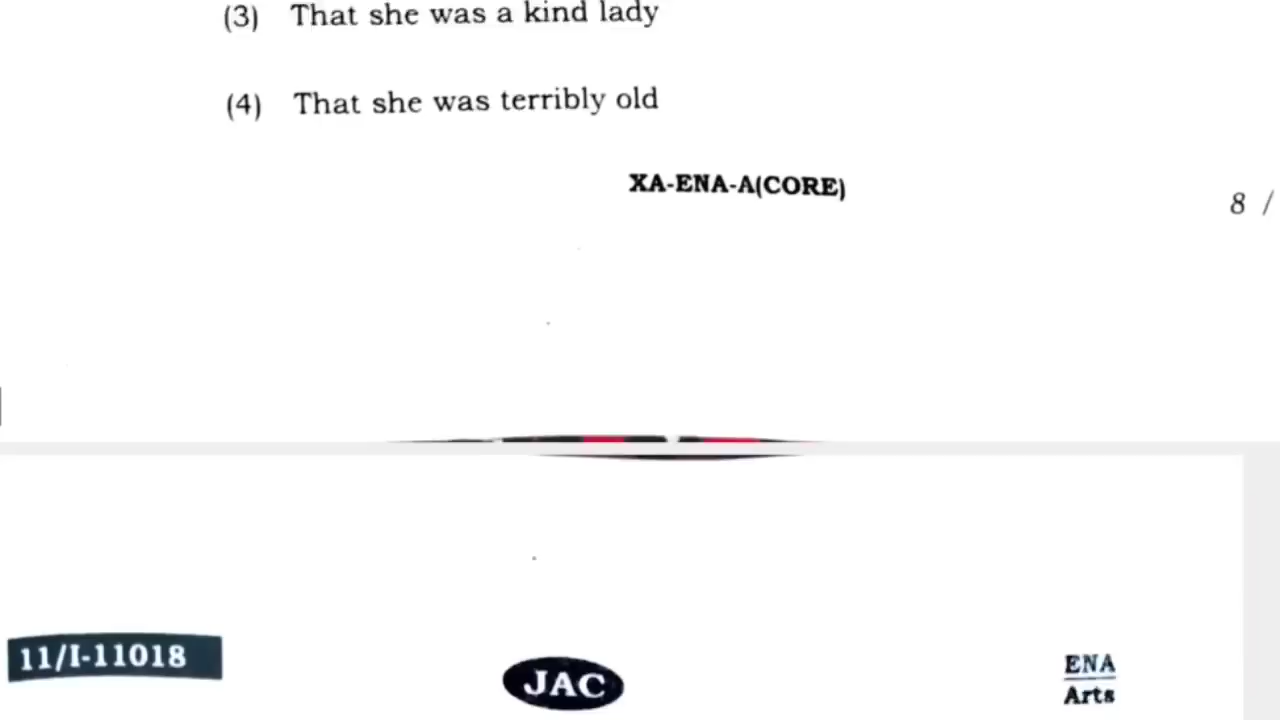 (3) That she was a kind lady
(4) That she was terribly old
XA-ENA-A(CORE)
8 /
11/I-11018
JAC
ENA
Arts